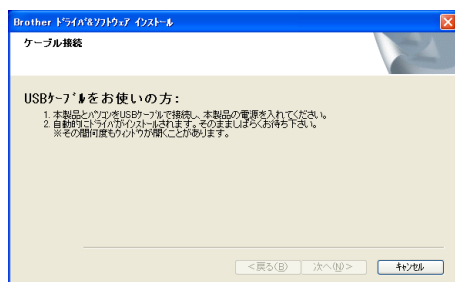 Brother ドライバ&ソフトウェア インストール
ケーブル接続
USBケーブルをお使いの方:
1. 本製品とパソコンをUSBケーブルで接続し、本製品の電源を入れてください。
2. 自動的にドライバがインストールされます。そのまましばらくお待ち下さい。
※その間何度もウィンドウが開くことがあります。
<戻る(B) 次へ(N)> キャンセル